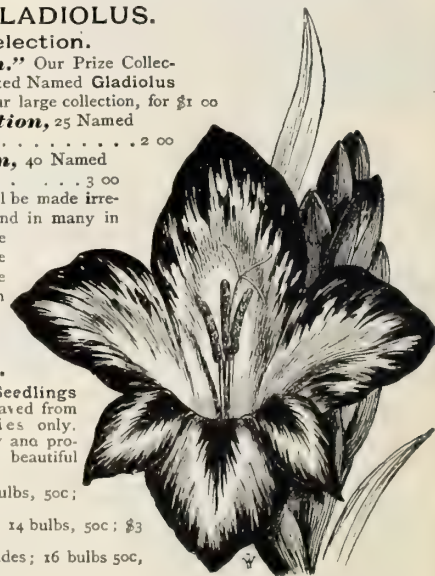 LADIOLUS.
election.
n." Our Prize Collec-
ted Named Gladiolus
ur large collection, for $1 00
tion, 25 Named
. . . . . . . . . . . . 2 00
n, 40 Named
. . . . 3 00
l be made irre-
nd in many in
e
e
e
n
.
Seedlings
aved from
ies only.
y and pro-
beautiful
ulbs, 50c;
14 bulbs, 50c; $3
des; 16 bulbs 50c,